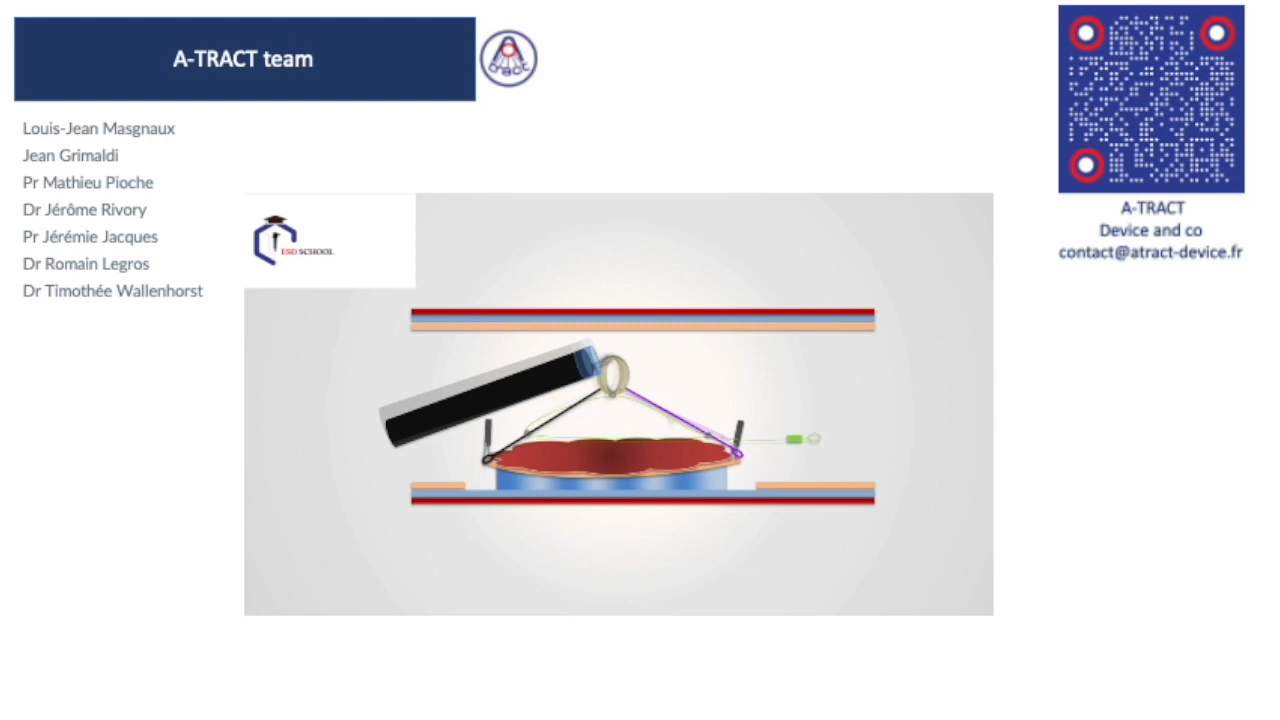 A-TRACT team
tract
Louis-Jean Masgnaux
Jean Grimaldi
Pr Mathieu Pioche
Dr Jérôme Rivory
Pr Jérémie Jacques
Dr Romain Legros
Dr Timothée Wallenhorst
ESD SCHOOL
A-TRACT
Device and co
contact@atract-device.fr